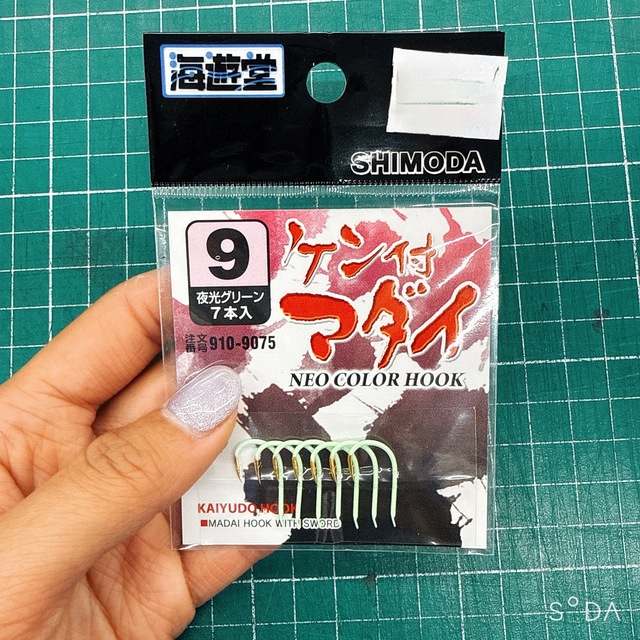 海遊堂
SHIMODA
9
夜光グリーン
7本入
注文番号 910-9075
ケン付
マダイ
NEO COLOR HOOK
KAIYUDO HOOK
■MADAI HOOK WITH SWORD
S°DA